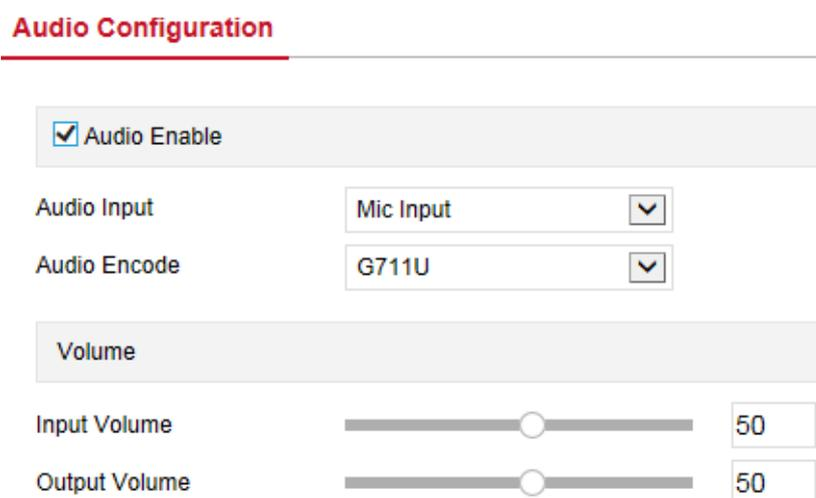 Audio Configuration
Audio Enable
Audio Input Mic Input
Audio Encode G711U
Volume
Input Volume 50
Output Volume 50